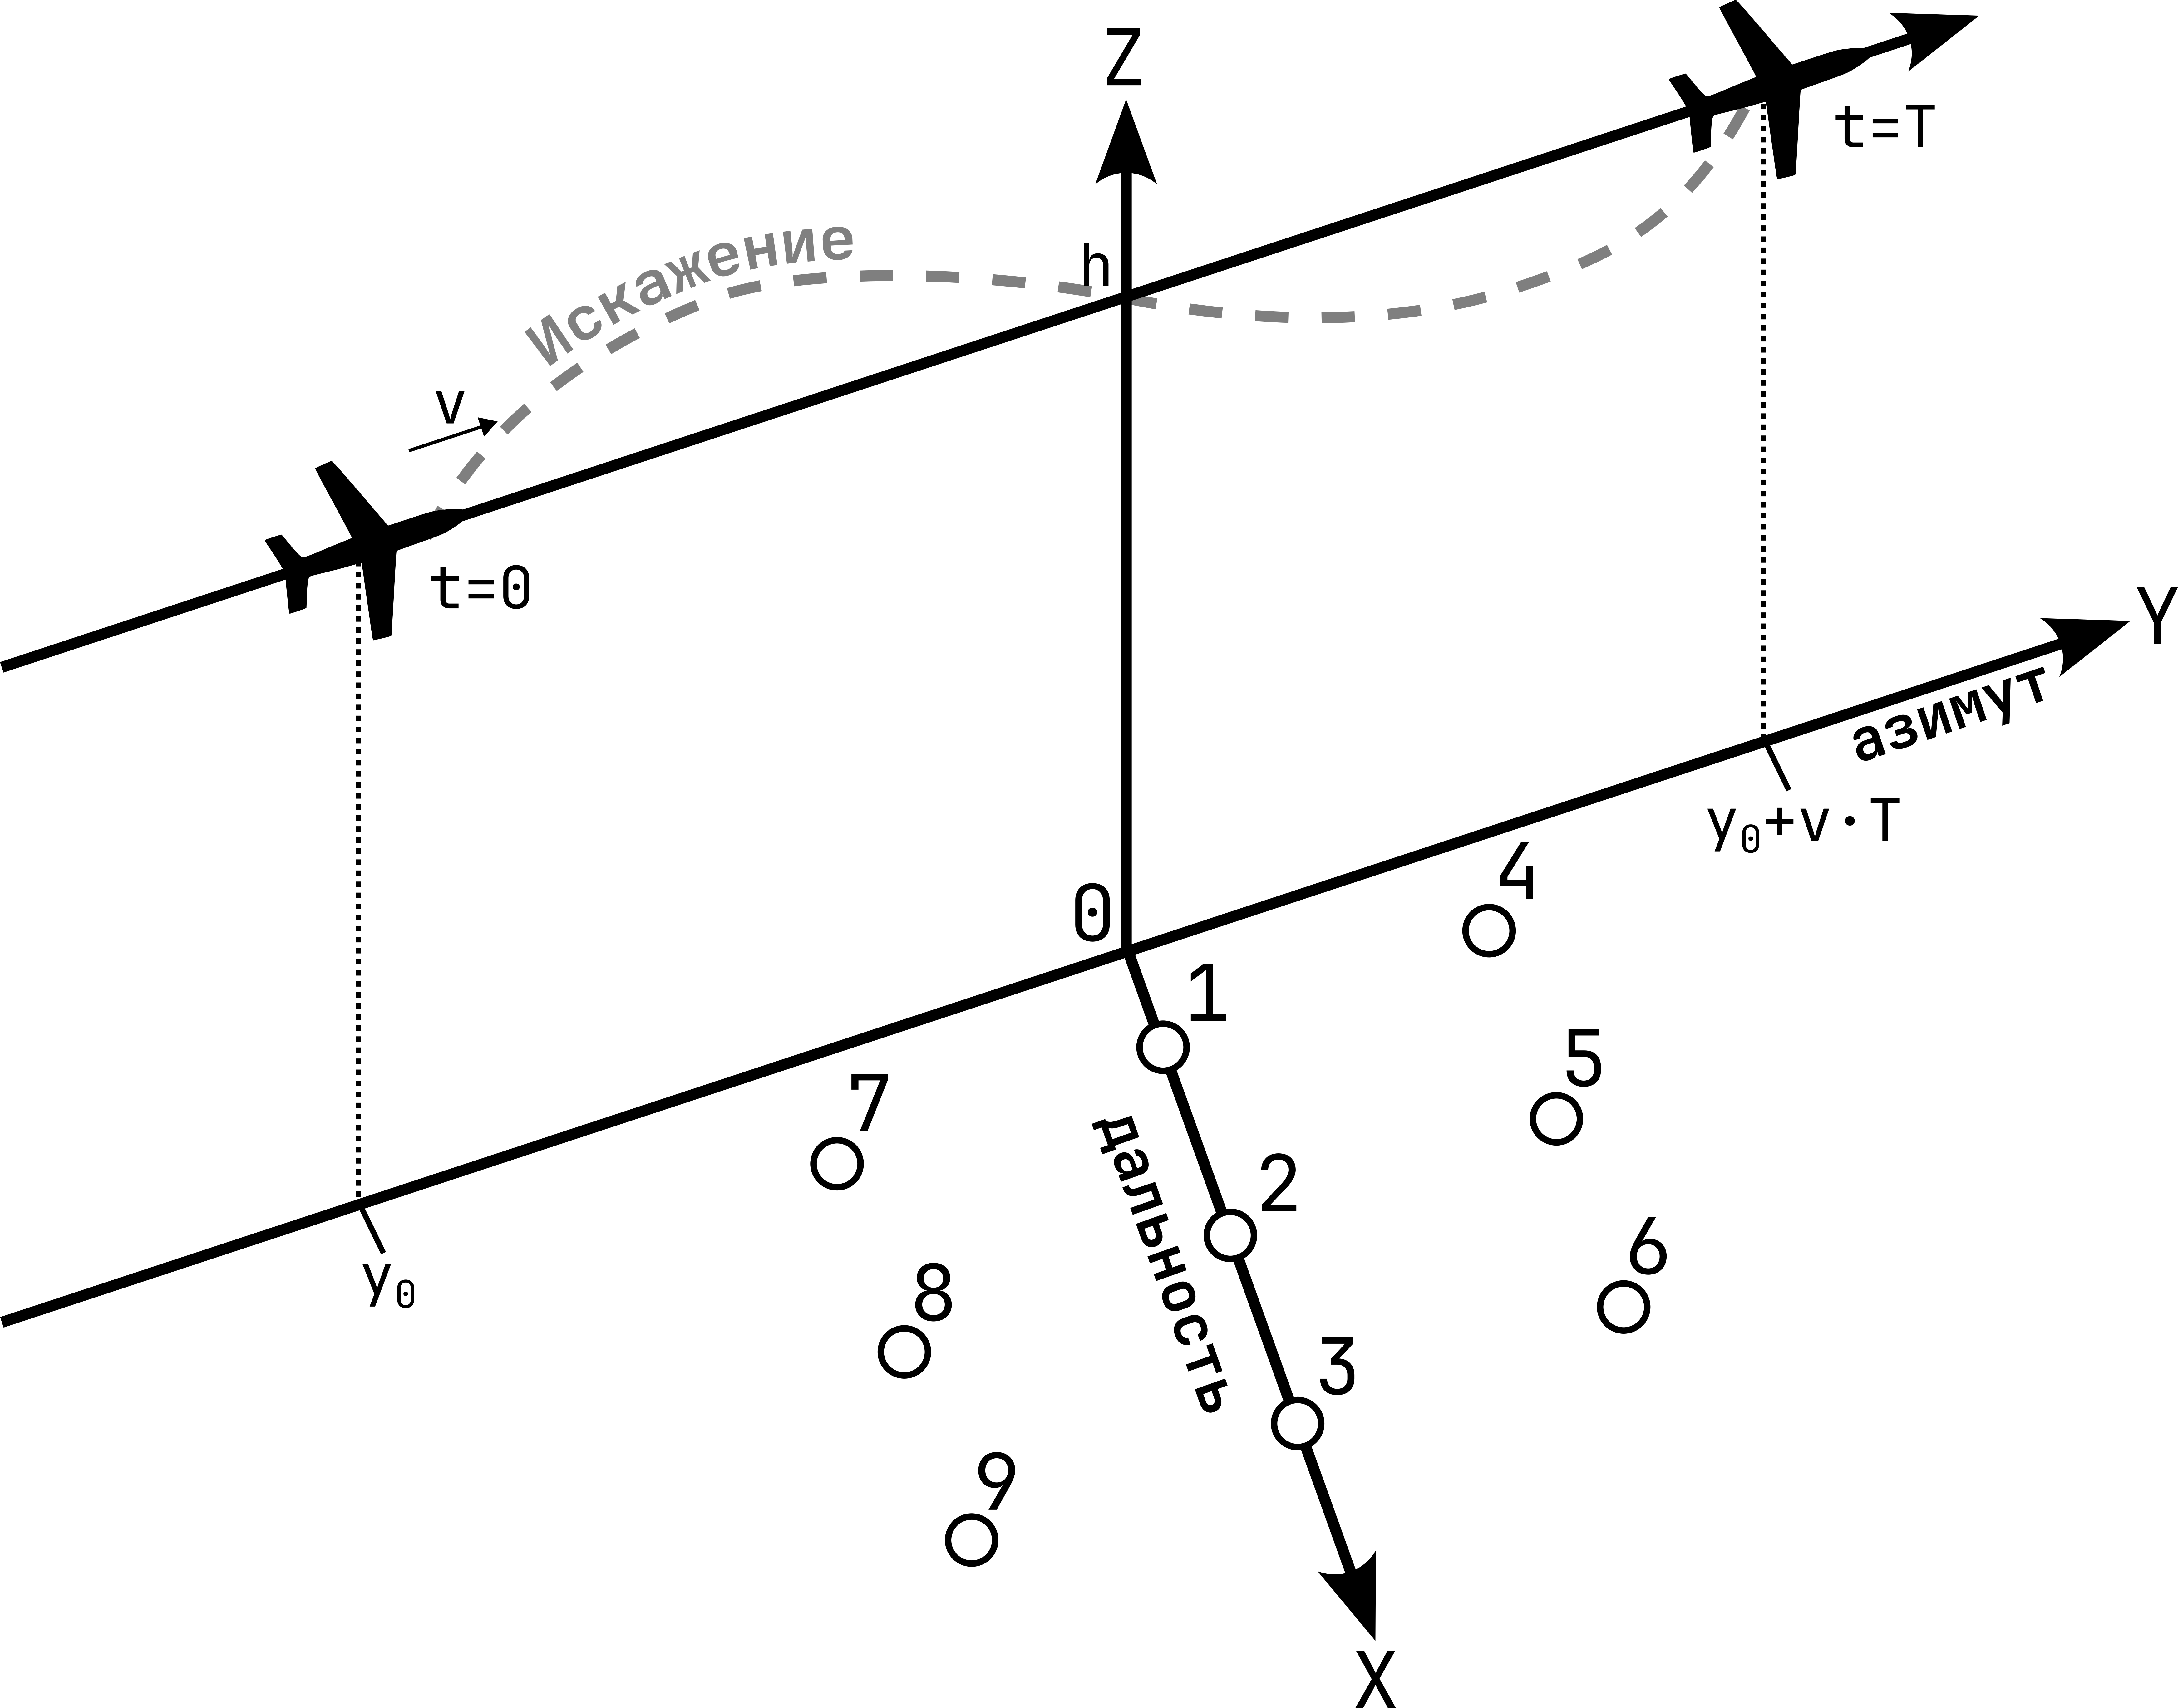 Z
t=T
Искажение
h
v
t=0
Y
азимут
y₀+v·T
4
0
1
5
7
дальность
2
6
8
y₀
3
9
X